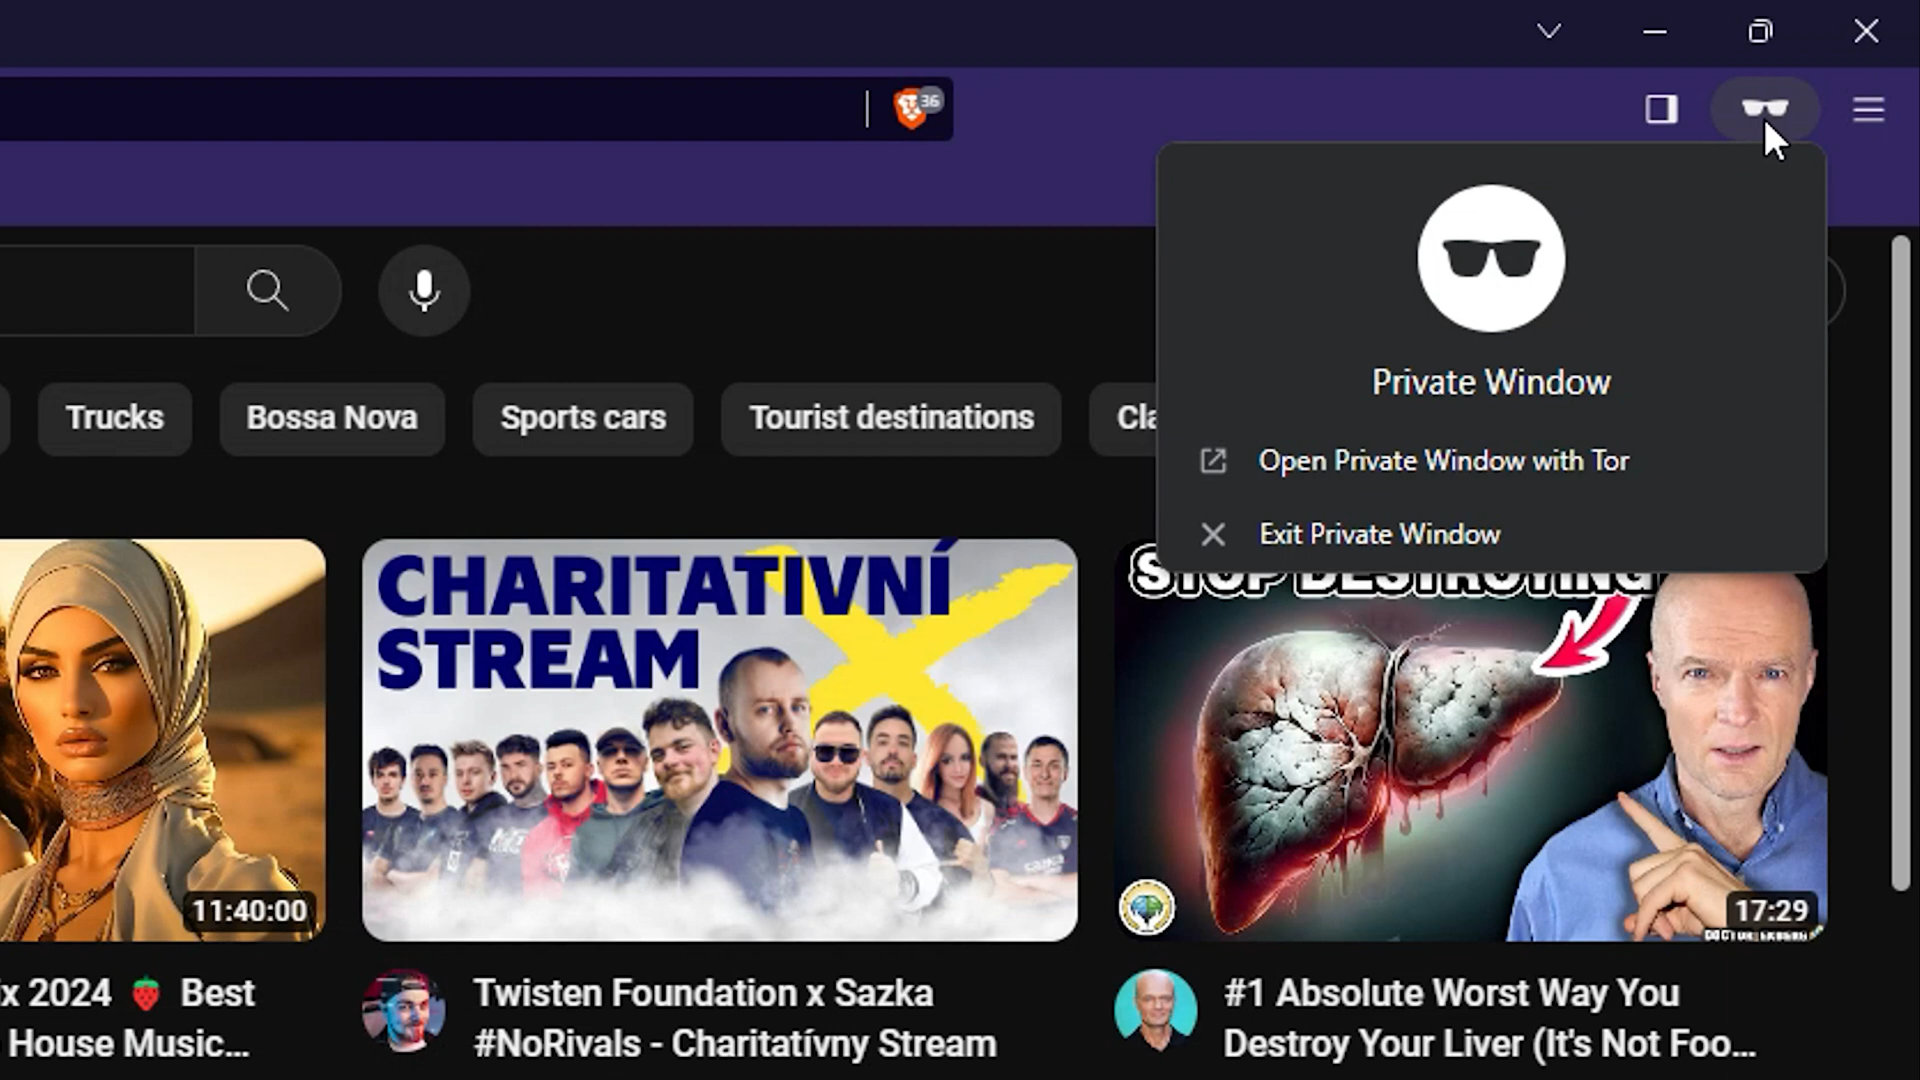 36
Private Window
Trucks
Bossa Nova
Sports cars
Tourist destinations
Cla
Open Private Window with Tor
Exit Private Window
CHARITATIVNÍ
STREAM
STOP DESTROYING
11:40:00
17:29
x 2024 🍓 Best
House Music...
Twisten Foundation x Sazka
#NoRivals - Charitatívny Stream
#1 Absolute Worst Way You
Destroy Your Liver (It's Not Foo...